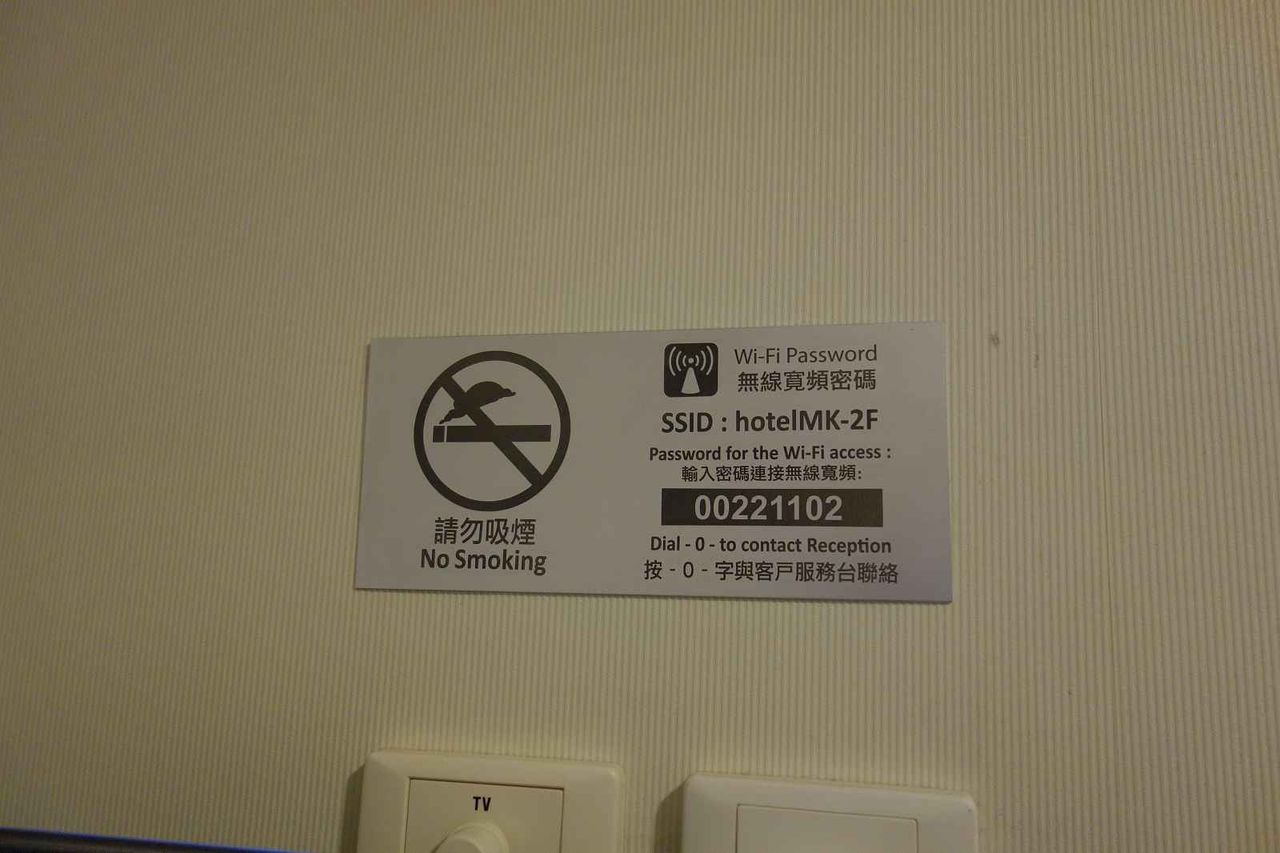 請勿吸煙
No Smoking
Wi-Fi Password
無線寬頻密碼
SSID : hotelMK-2F
Password for the Wi-Fi access :
輸入密碼連接無線寬頻:
00221102
Dial - 0 - to contact Reception
按 - 0 - 字與客戶服務台聯絡
TV